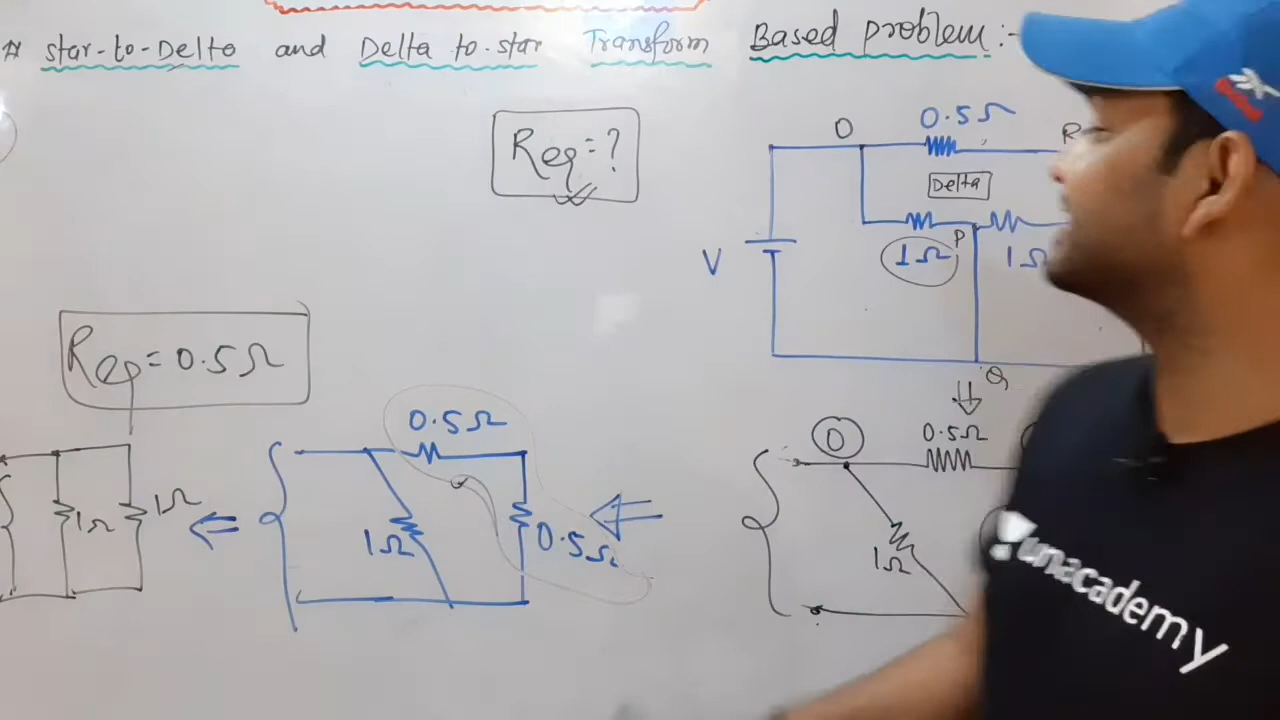 # star-to-Delta and Delta to-star Transform Based problem:-
Req=?
O
0.5Ω
R
Delta
V
1Ω
P
1Ω
Q
Req=0.5Ω
1Ω
1Ω
0.5Ω
1Ω
0.5Ω
O
0.5Ω
1Ω
unacademy